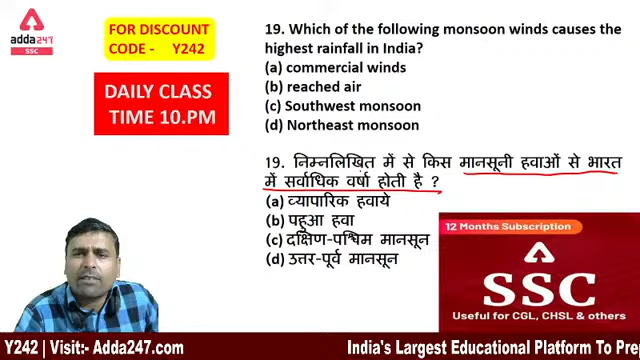 adda247
SSC
FOR DISCOUNT
CODE - Y242
DAILY CLASS
TIME 10.PM
19. Which of the following monsoon winds causes the
highest rainfall in India?
(a) commercial winds
(b) reached air
(c) Southwest monsoon
(d) Northeast monsoon
19. निम्नलिखित में से किस मानसूनी हवाओं से भारत
में सर्वाधिक वर्षा होती है ?
(a) व्यापारिक हवाये
(b) पहुआ हवा
(c) दक्षिण-पश्चिम मानसून
(d) उत्तर-पूर्व मानसून
12 Months Subscription
SSC
Useful for CGL, CHSL & others
Y242 | Visit:- Adda247.com India's Largest Educational Platform To Pre